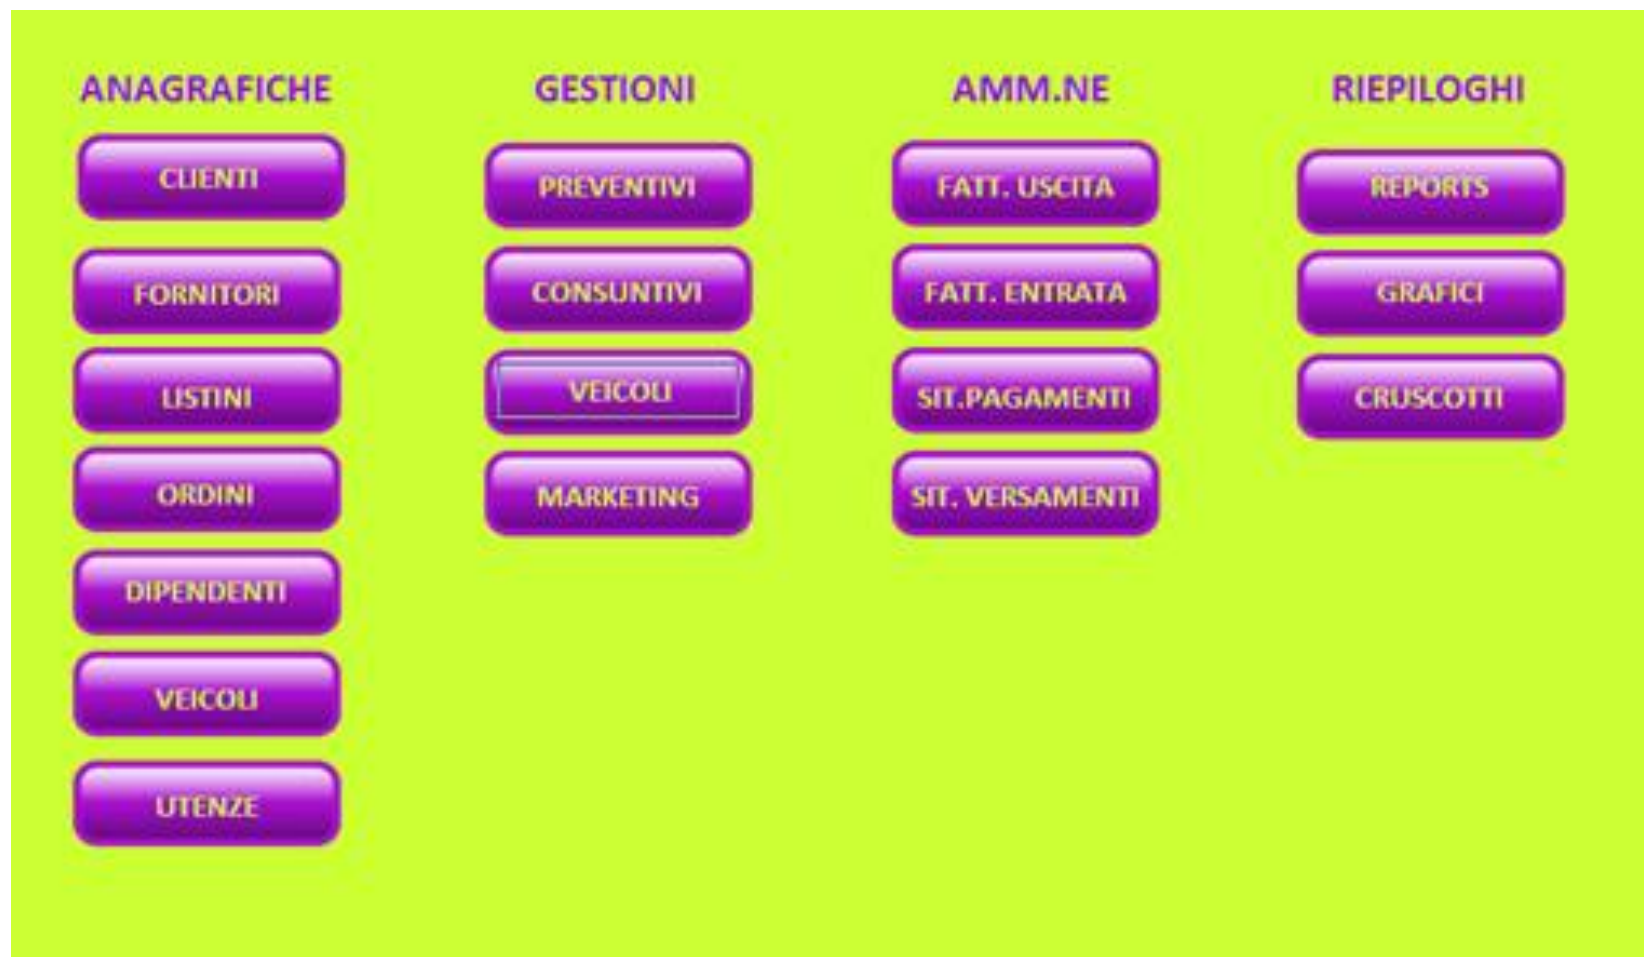 ANAGRAFICHE
CLIENTI
FORNITORI
LISTINI
ORDINI
DIPENDENTI
VEICOLI
UTENZE
GESTIONI
PREVENTIVI
CONSUNTIVI
VEICOLI
MARKETING
AMM.NE
FATT. USCITA
FATT. ENTRATA
SIT.PAGAMENTI
SIT. VERSAMENTI
RIEPILOGHI
REPORTS
GRAFICI
CRUSCOTTI